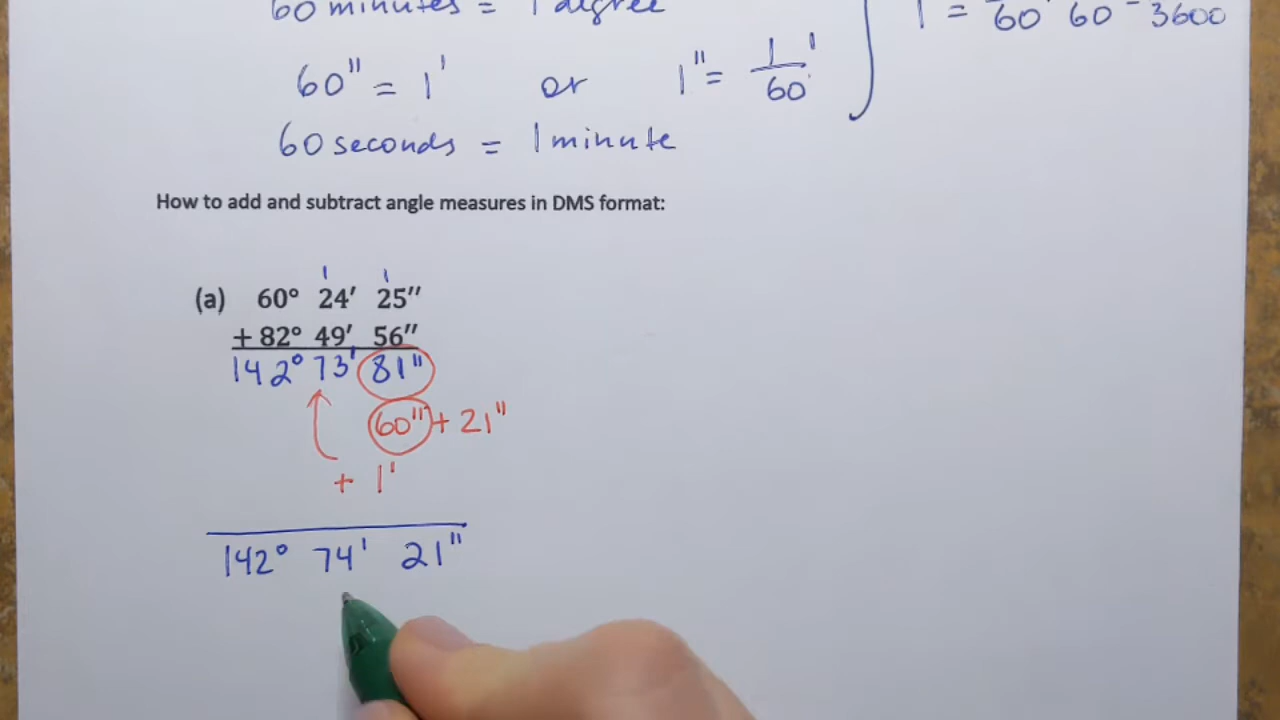 60 minutes = 1 degree
1 = 60 60 = 3600
60" = 1' or 1" = 1/60'
60 seconds = 1 minute
How to add and subtract angle measures in DMS format:
1 1
(a) 60° 24′ 25′′
+ 82° 49′ 56′′
142° 73' 81"
60" + 21"
+ 1'
142° 74' 21"